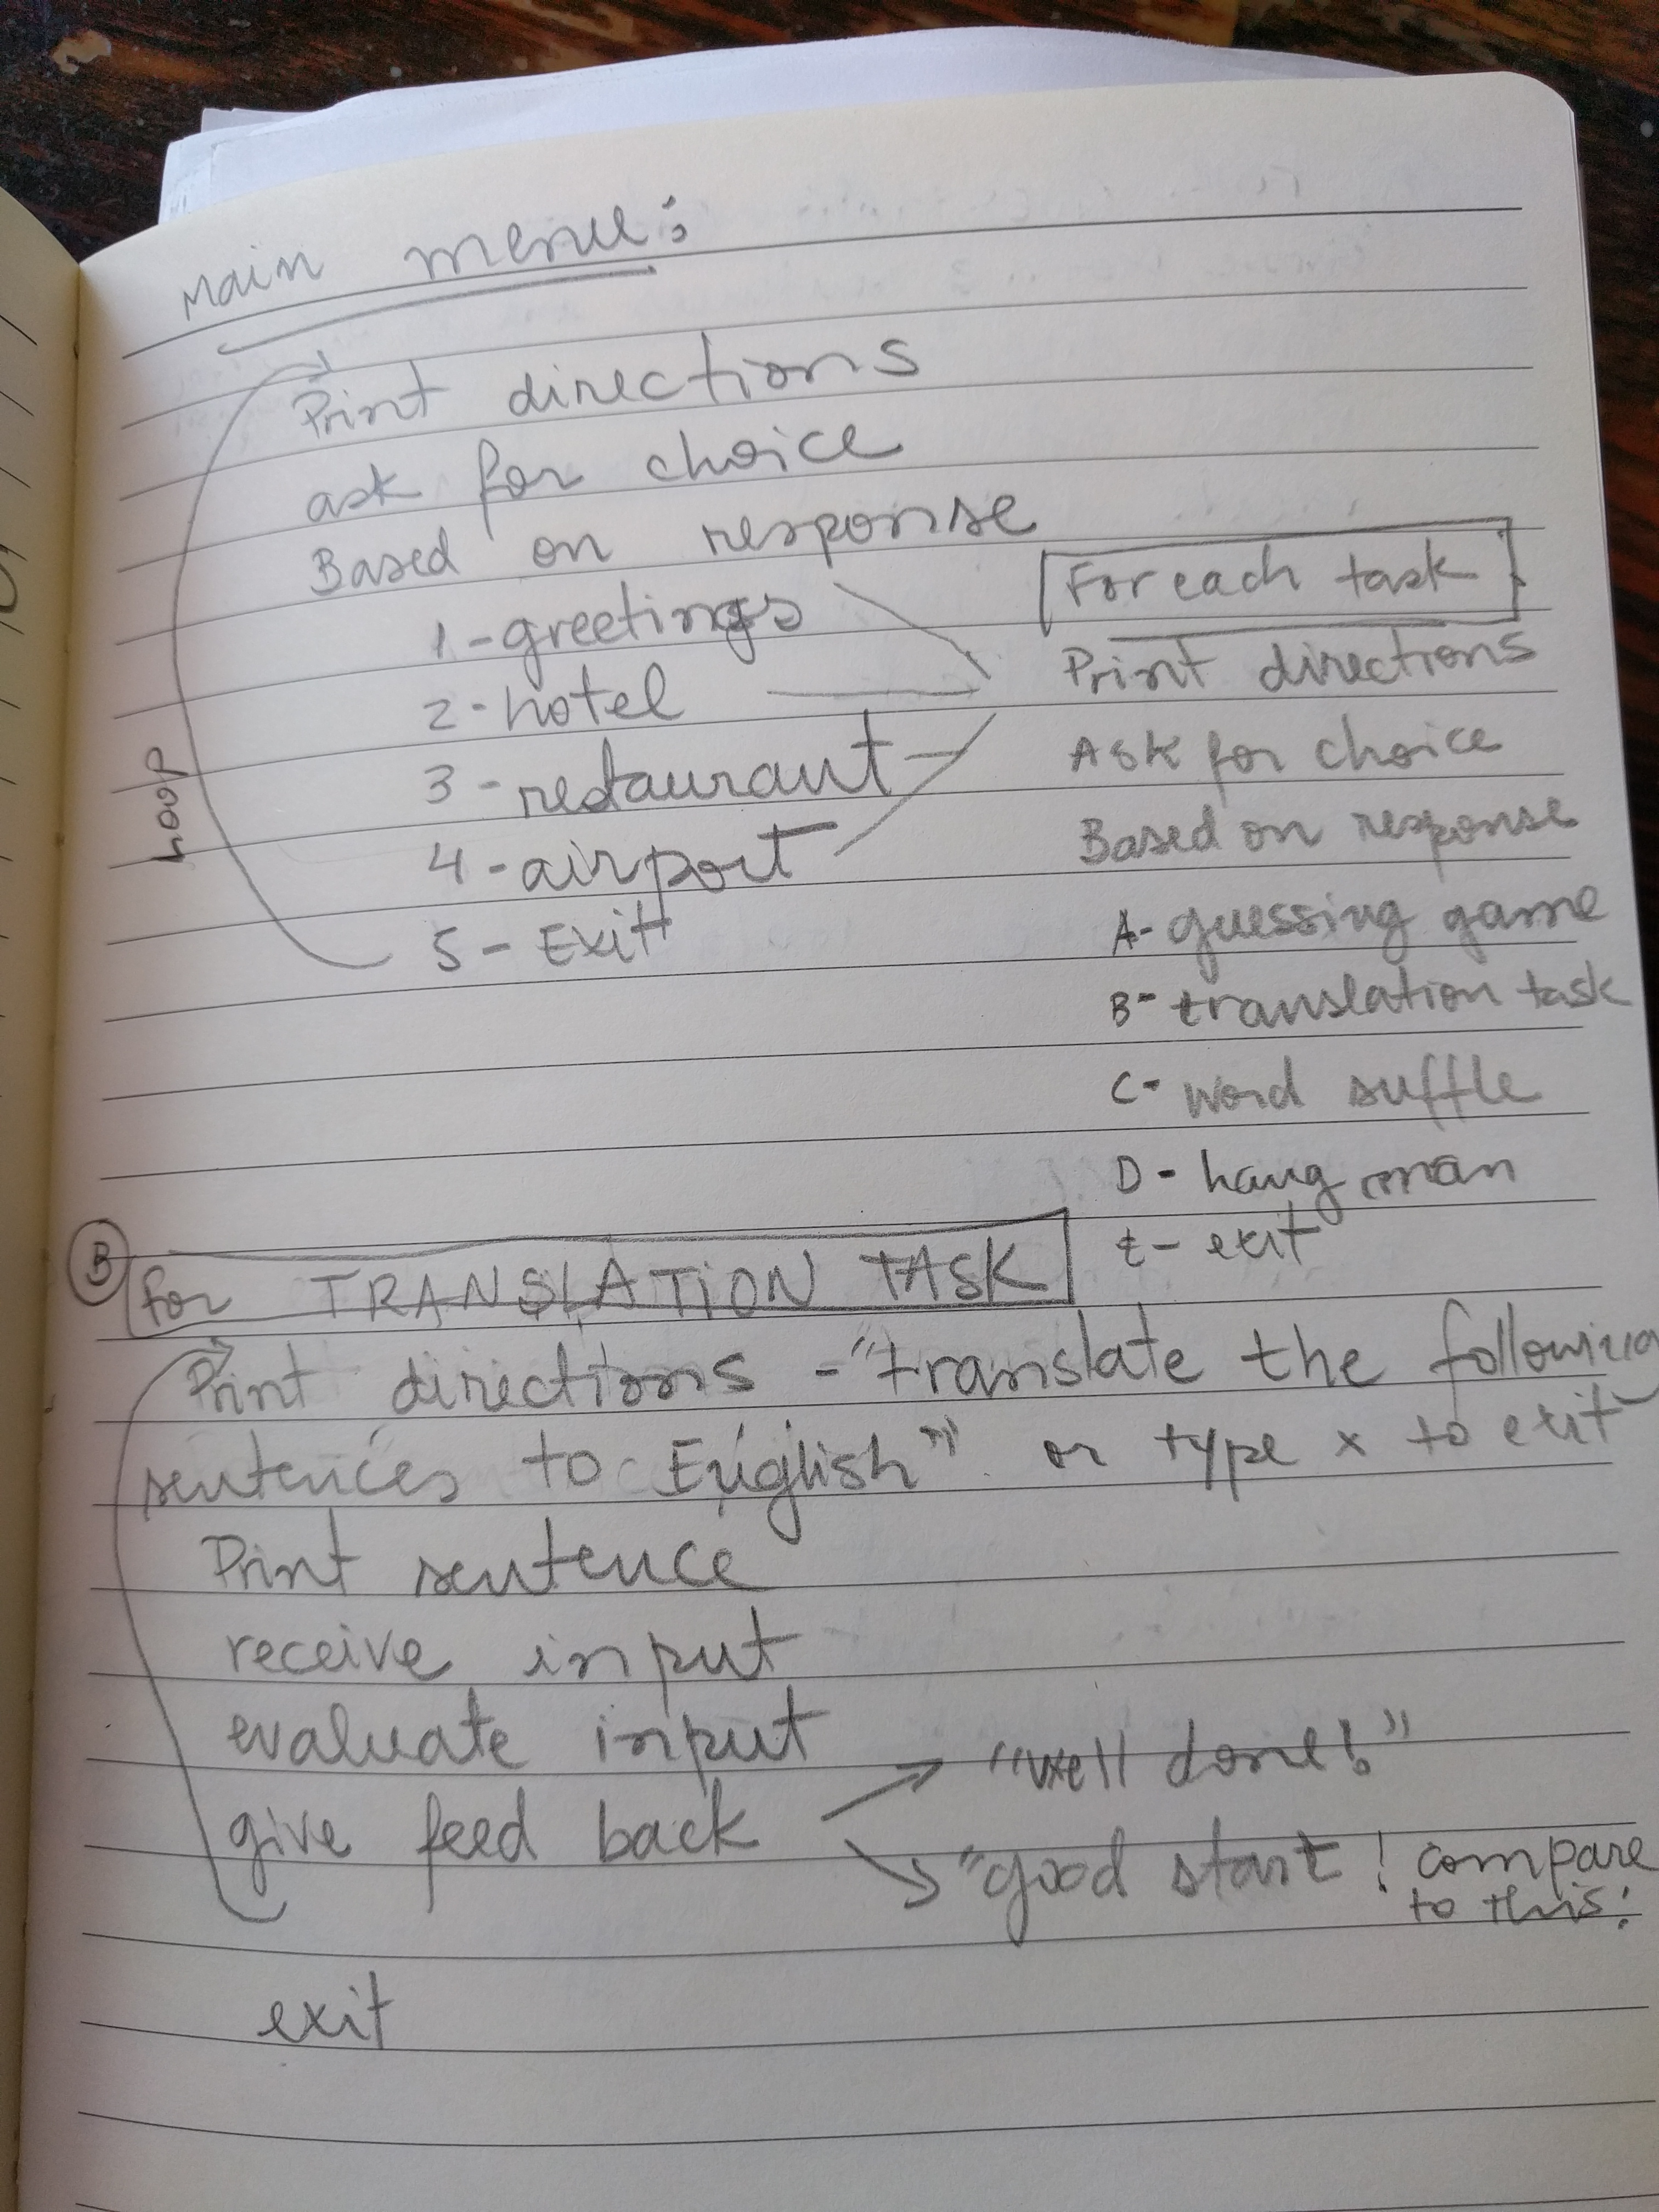 Main menu:
Print directions
ask for choice
Based on response
1 - greetings
2 - hotel
3 - restaurant
4 - airport
5 - Exit
Loop
For each task
Print directions
Ask for choice
Based on response
A - guessing game
B - translation task
C - Word suffle
D - hang man
E - exit
B
for TRANSLATION TASK
Print directions - "translate the following
sentences to English" or type x to exit
Print sentence
receive input
evaluate input
give feed back
"well done!"
"good start! compare
to this:
exit